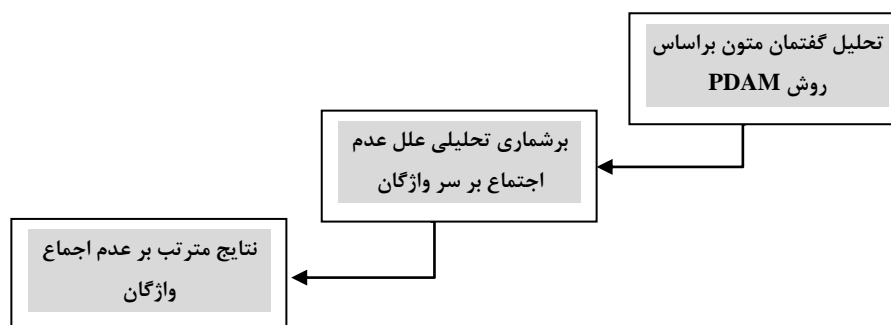 تحلیل گفتمان متون براساس
روش PDAM
برشماری تحلیلی علل عدم
اجتماع بر سر واژگان
نتایج مترتب بر عدم اجماع
واژگان